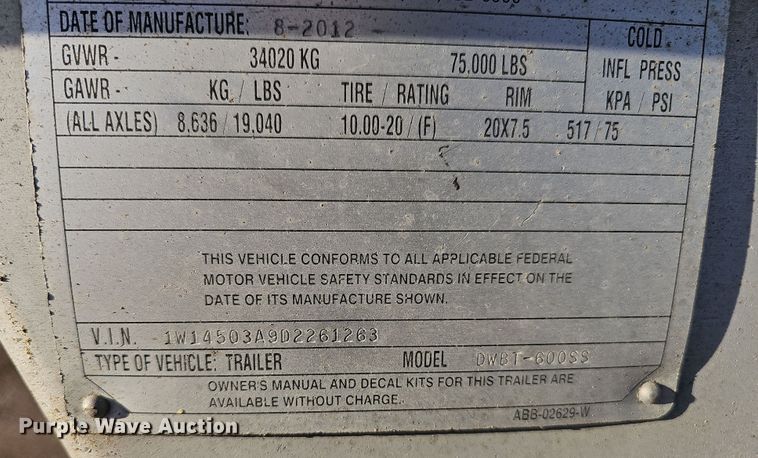 DATE OF MANUFACTURE: 8-2012
COLD
GVWR - 34020 KG 75,000 LBS
INFL PRESS
GAWR - KG / LBS TIRE / RATING RIM KPA / PSI
(ALL AXLES) 8,636 / 19,040 10.00-20 / (F) 20X7.5 517 / 75
THIS VEHICLE CONFORMS TO ALL APPLICABLE FEDERAL
MOTOR VEHICLE SAFETY STANDARDS IN EFFECT ON THE
DATE OF ITS MANUFACTURE SHOWN.
V.I.N. 1W14503A9D2261263
TYPE OF VEHICLE: TRAILER MODEL DWBT-600SS
OWNER'S MANUAL AND DECAL KITS FOR THIS TRAILER ARE
AVAILABLE WITHOUT CHARGE.
ABB-02629-W
Purple Wave Auction